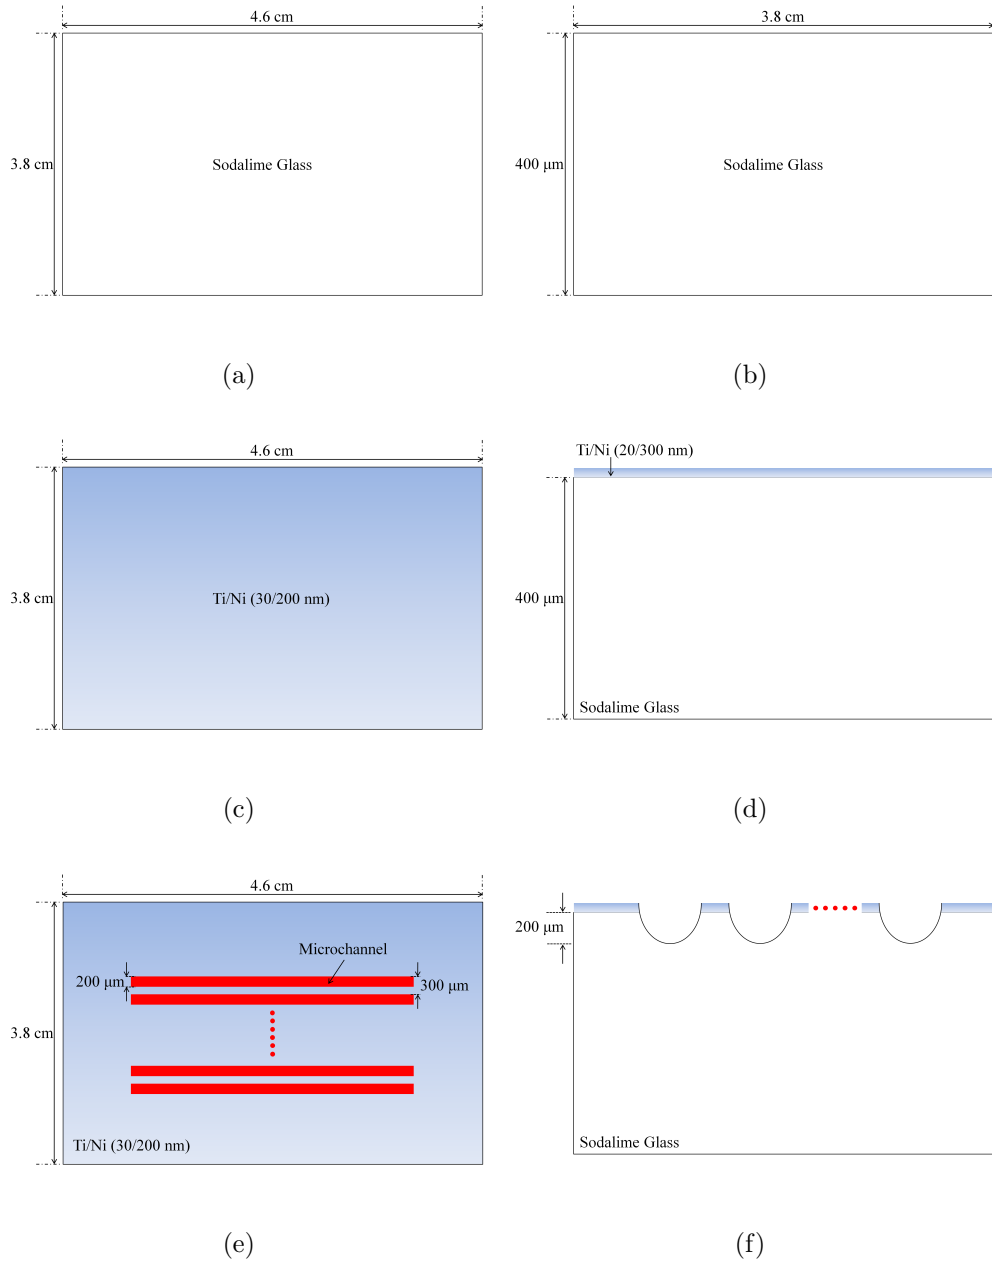 4.6 cm
3.8 cm
Sodalime Glass
(a)
3.8 cm
400 μm
Sodalime Glass
(b)
4.6 cm
3.8 cm
Ti/Ni (30/200 nm)
(c)
Ti/Ni (20/300 nm)
400 μm
Sodalime Glass
(d)
4.6 cm
Microchannel
200 μm
300 μm
3.8 cm
Ti/Ni (30/200 nm)
(e)
200 μm
Sodalime Glass
(f)